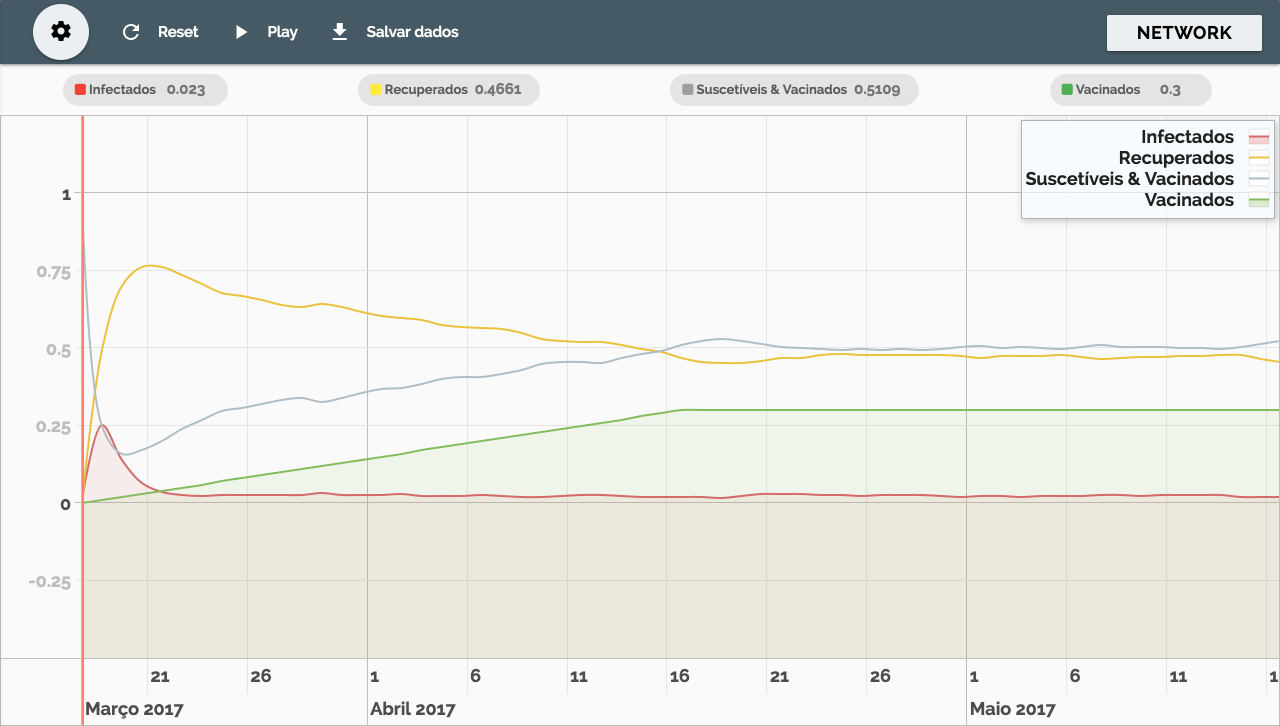 Reset Play Salvar dados NETWORK
Infectados 0.023 Recuperados 0.4661 Suscetíveis & Vacinados 0.5109 Vacinados 0.3
Infectados
Recuperados
Suscetíveis & Vacinados
Vacinados
1
0.75
0.5
0.25
0
-0.25
21 26 1 6 11 16 21 26 1 6 11 1
Março 2017 Abril 2017 Maio 2017